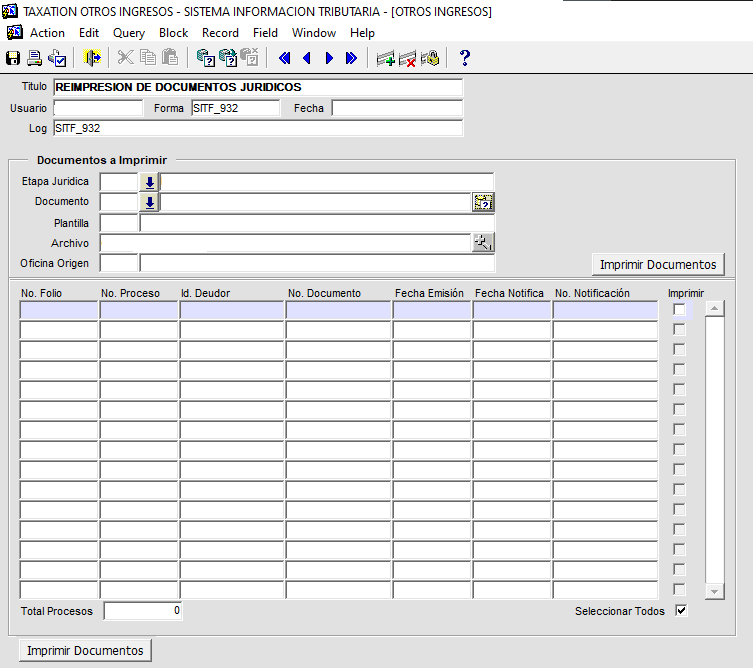 TAXATION OTROS INGRESOS - SISTEMA INFORMACION TRIBUTARIA - [OTROS INGRESOS]
Action Edit Query Block Record Field Window Help
Titulo REIMPRESION DE DOCUMENTOS JURIDICOS
Usuario Forma SITF_932 Fecha
Log SITF_932
Documentos a Imprimir
Etapa Juridica
Documento
Plantilla
Archivo
Oficina Origen
Imprimir Documentos
No. Folio No. Proceso Id. Deudor No. Documento Fecha Emisión Fecha Notifica No. Notificación Imprimir
Total Procesos 0 Seleccionar Todos
Imprimir Documentos